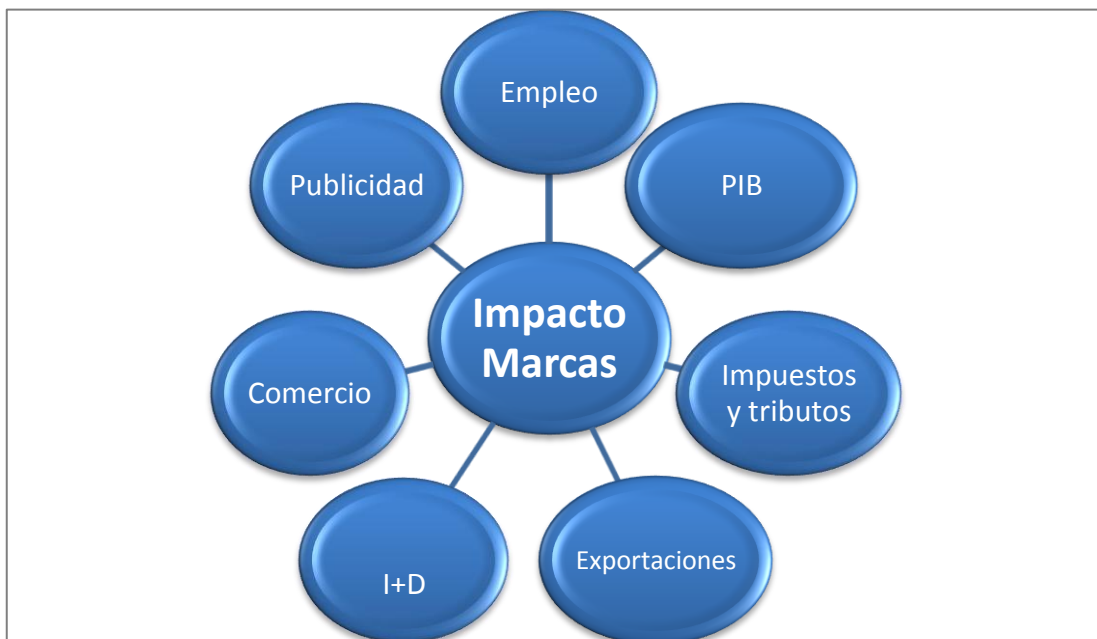 Empleo
PIB
Impuestos
y tributos
Exportaciones
I+D
Comercio
Publicidad
Impacto
Marcas